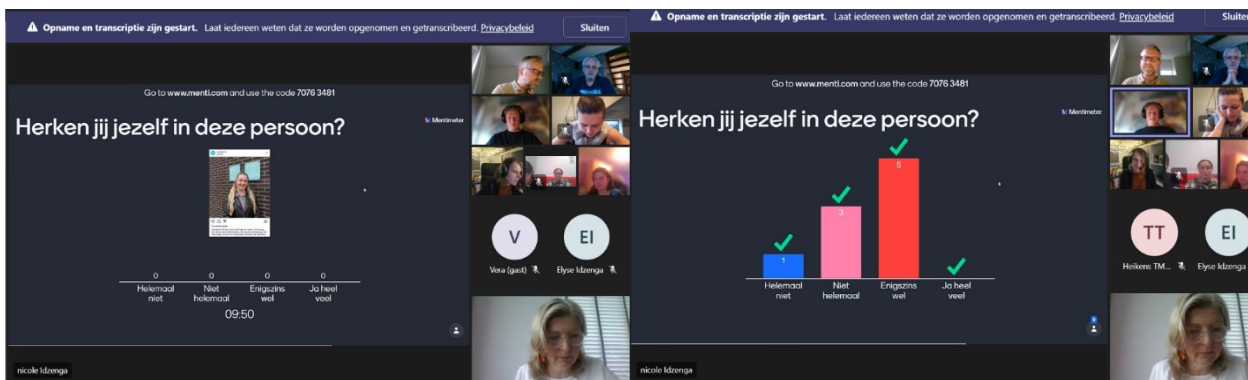 Opname en transcriptie zijn gestart. Laat iedereen weten dat ze worden opgenomen en getranscribeerd. Privacybeleid
Sluiten
Go to www.menti.com and use the code 7076 3481
Mentimeter
Herken jij jezelf in deze persoon?
0 0 0 0
Helemaal niet
Niet helemaal
Enigszins wel
Ja heel veel
09:50
V
EI
Vera (gast)
Elyse Idzenga
nicole Idzenga
Opname en transcriptie zijn gestart. Laat iedereen weten dat ze worden opgenomen en getranscribeerd. Privacybeleid
Sluiten
Go to www.menti.com and use the code 7076 3481
Mentimeter
Herken jij jezelf in deze persoon?
1 3 5
Helemaal niet
Niet helemaal
Enigszins wel
Ja heel veel
TT
EI
Heikens TM...
Elyse Idzenga
nicole Idzenga